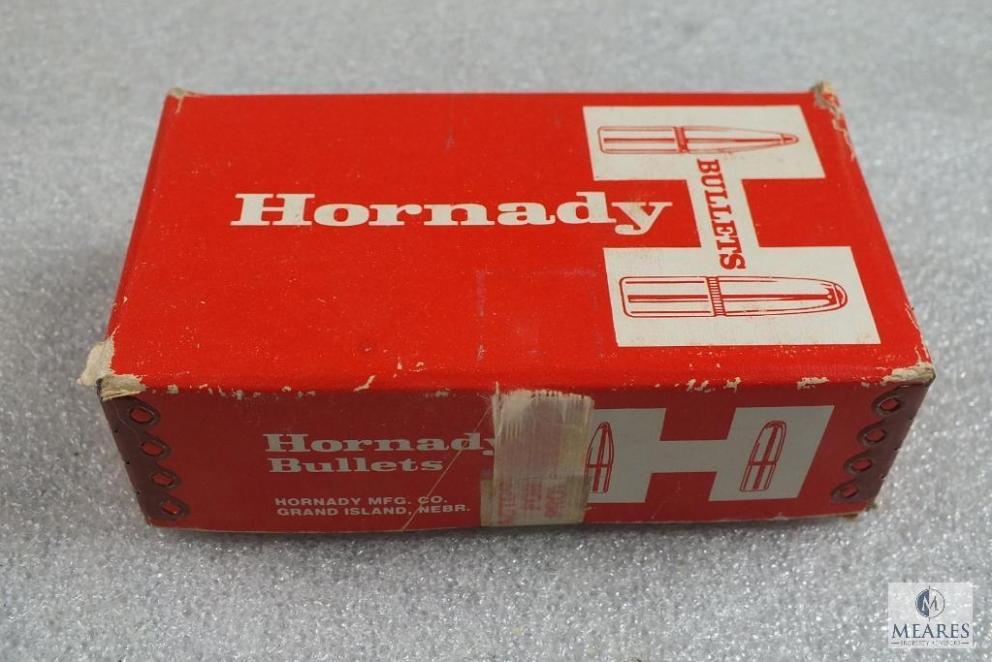 Hornady
BULLETS
Hornady
Bullets
HORNADY MFG. CO.
GRAND ISLAND, NEBR.
MEARES